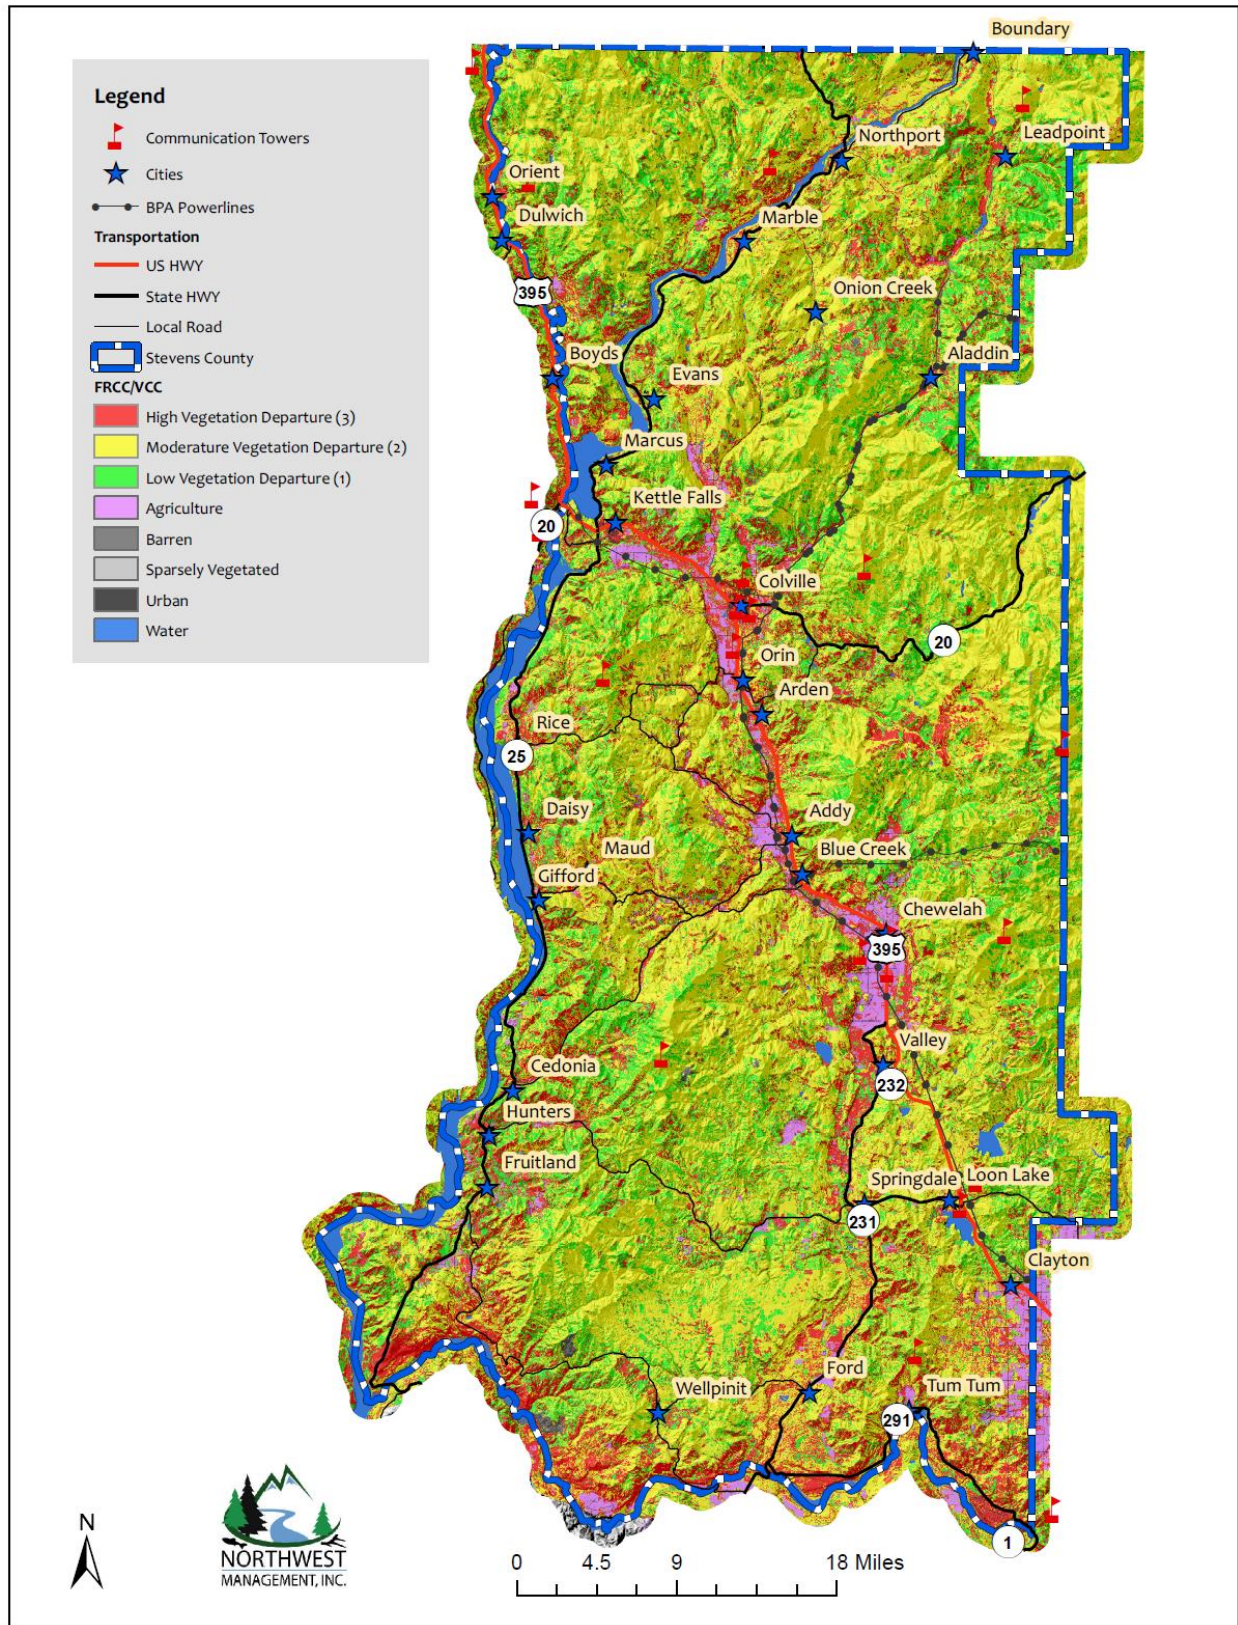 Legend
Communication Towers
Cities
BPA Powerlines
Transportation
US HWY
State HWY
Local Road
Stevens County
FRCC/VCC
High Vegetation Departure (3)
Moderature Vegetation Departure (2)
Low Vegetation Departure (1)
Agriculture
Barren
Sparsely Vegetated
Urban
Water
Boundary
Northport
Leadpoint
Orient
Dulwich
Marble
395
Onion Creek
Boyds
Aladdin
Evans
Marcus
Kettle Falls
20
Colville
20
Orin
Arden
Rice
25
Daisy
Addy
Maud
Blue Creek
Gifford
Chewelah
395
Valley
Cedonia
232
Hunters
Fruitland
Springdale
Loon Lake
231
Clayton
Ford
Wellpinit
Tum Tum
291
1
N
NORTHWEST
MANAGEMENT, INC.
0 4.5 9 18 Miles